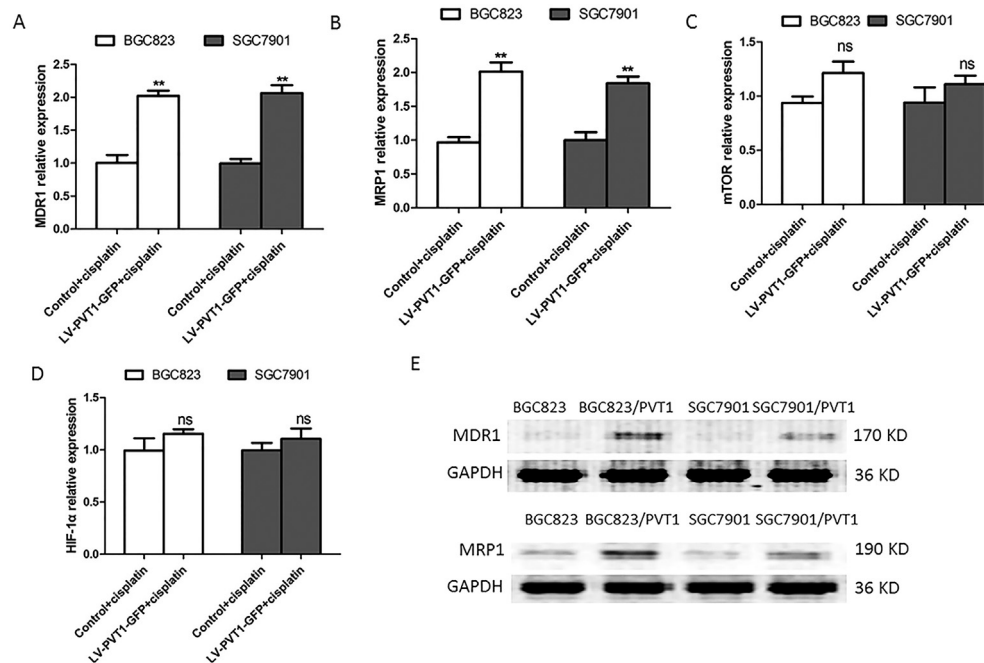 A
BGC823 SGC7901
MDR1 relative expression
2.5
2.0
1.5
1.0
0.5
0.0
** **
Control+cisplatin
LV-PVT1-GFP+cisplatin
Control+cisplatin
LV-PVT1-GFP+cisplatin
B
BGC823 SGC7901
MRP1 relative expression
2.5
2.0
1.5
1.0
0.5
0.0
** **
Control+cisplatin
LV-PVT1-GFP+cisplatin
Control+cisplatin
LV-PVT1-GFP+cisplatin
C
BGC823 SGC7901
mTOR relative expression
1.5
1.0
0.5
0.0
ns ns
Control+cisplatin
LV-PVT1-GFP+cisplatin
Control+cisplatin
LV-PVT1-GFP+cisplatin
D
BGC823 SGC7901
HIF-1α relative expression
1.5
1.0
0.5
0.0
ns ns
Control+cisplatin
LV-PVT1-GFP+cisplatin
Control+cisplatin
LV-PVT1-GFP+cisplatin
E
BGC823 BGC823/PVT1 SGC7901 SGC7901/PVT1
MDR1 170 KD
GAPDH 36 KD
BGC823 BGC823/PVT1 SGC7901 SGC7901/PVT1
MRP1 190 KD
GAPDH 36 KD